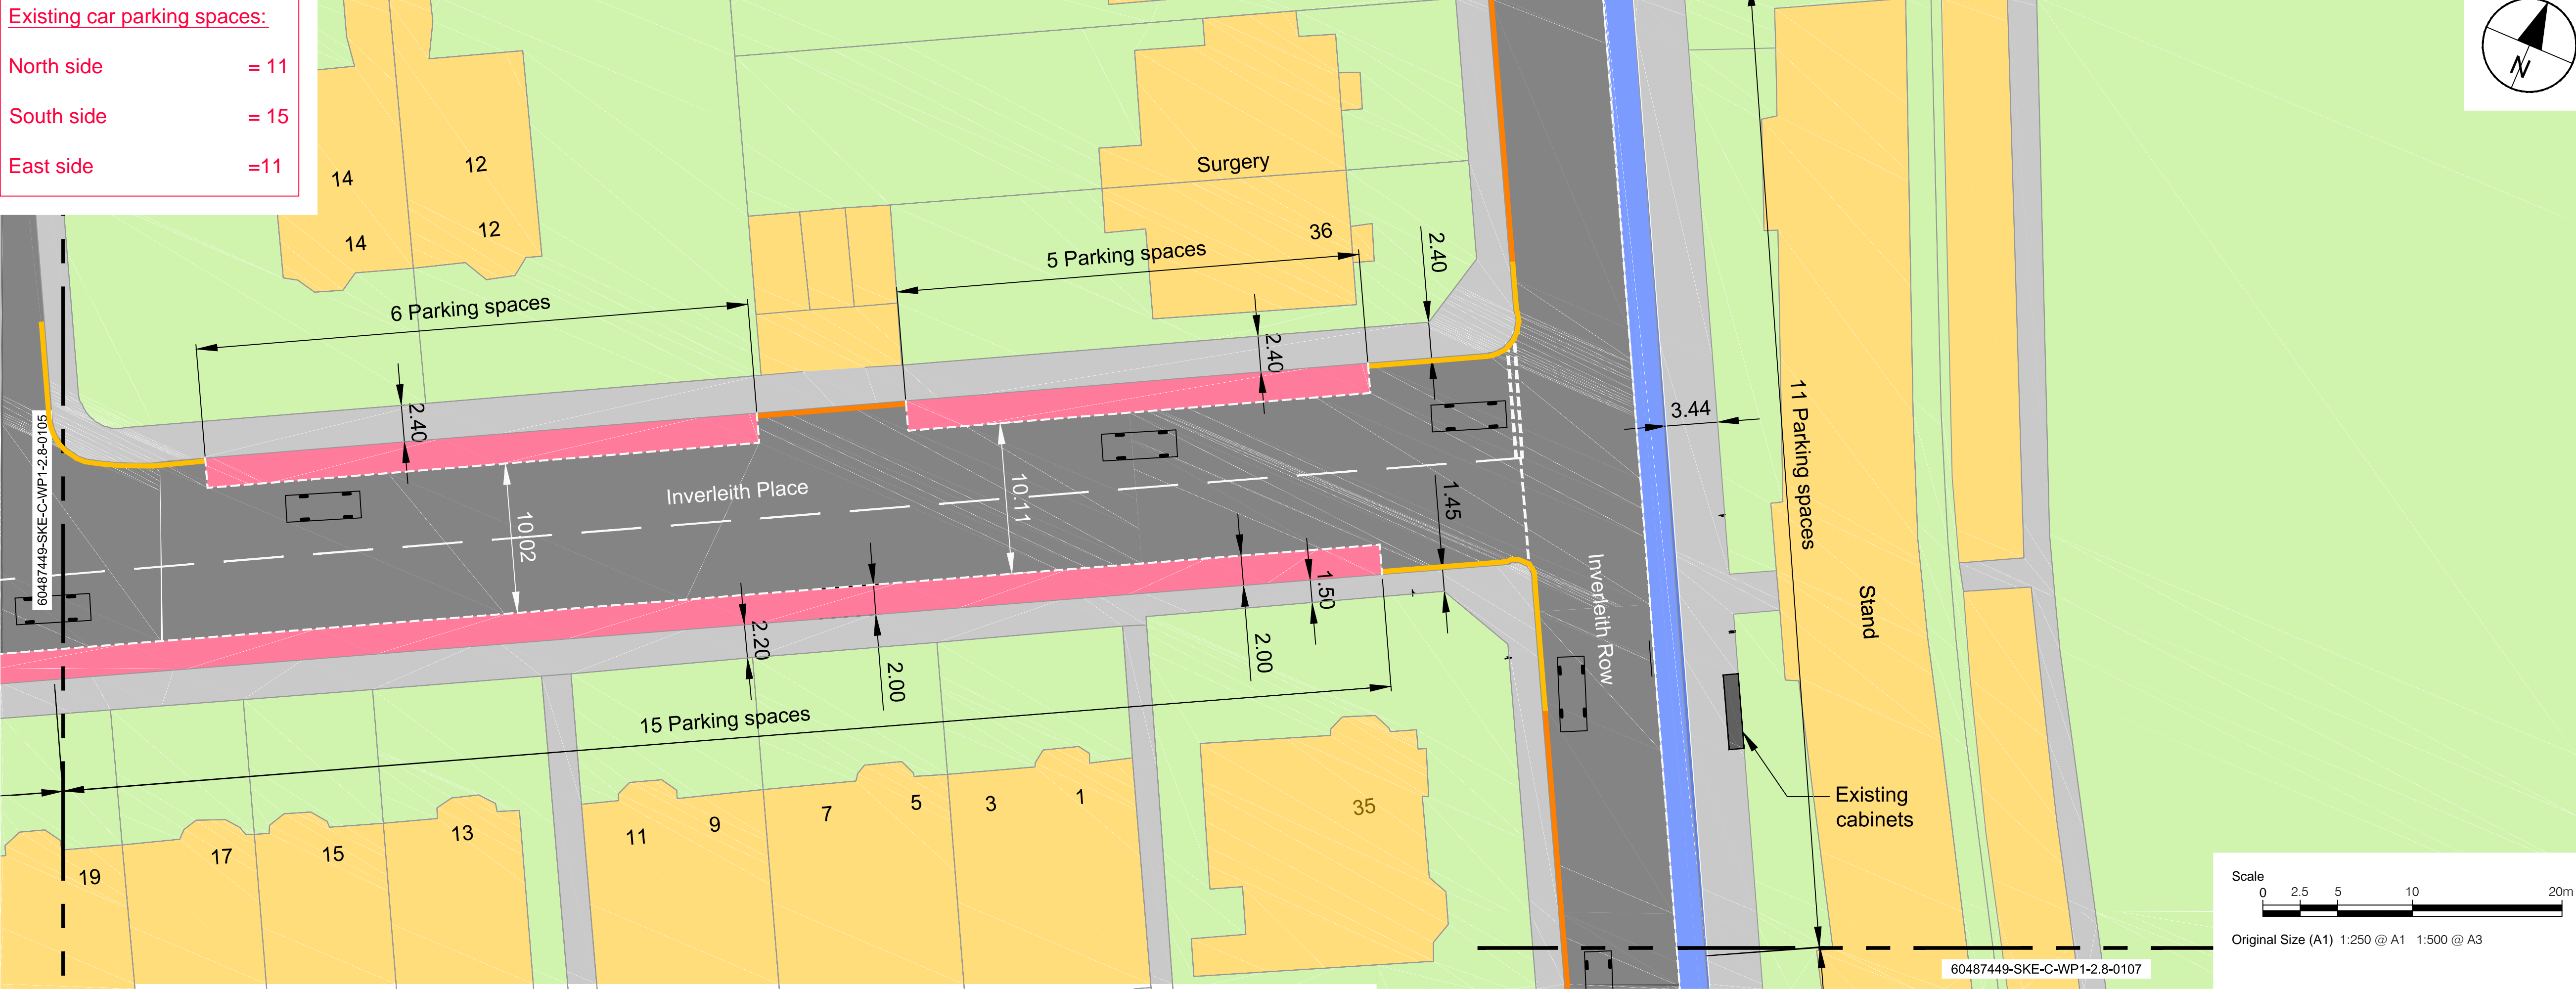 Existing car parking spaces:
North side = 11
South side = 15
East side =11
N
14
12
14
12
Surgery
36
6 Parking spaces
5 Parking spaces
2.40
2.40
2.40
3.44
11 Parking spaces
60487449-SKE-C-WP1-2.8-0105
Inverleith Place
10.02
10.11
1.45
1.50
2.20
2.00
2.00
Inverleith Row
Stand
15 Parking spaces
Existing
cabinets
19
17
15
13
11
9
7
5
3
1
35
Scale
0 2.5 5 10 20m
Original Size (A1) 1:250 @ A1 1:500 @ A3
60487449-SKE-C-WP1-2.8-0107